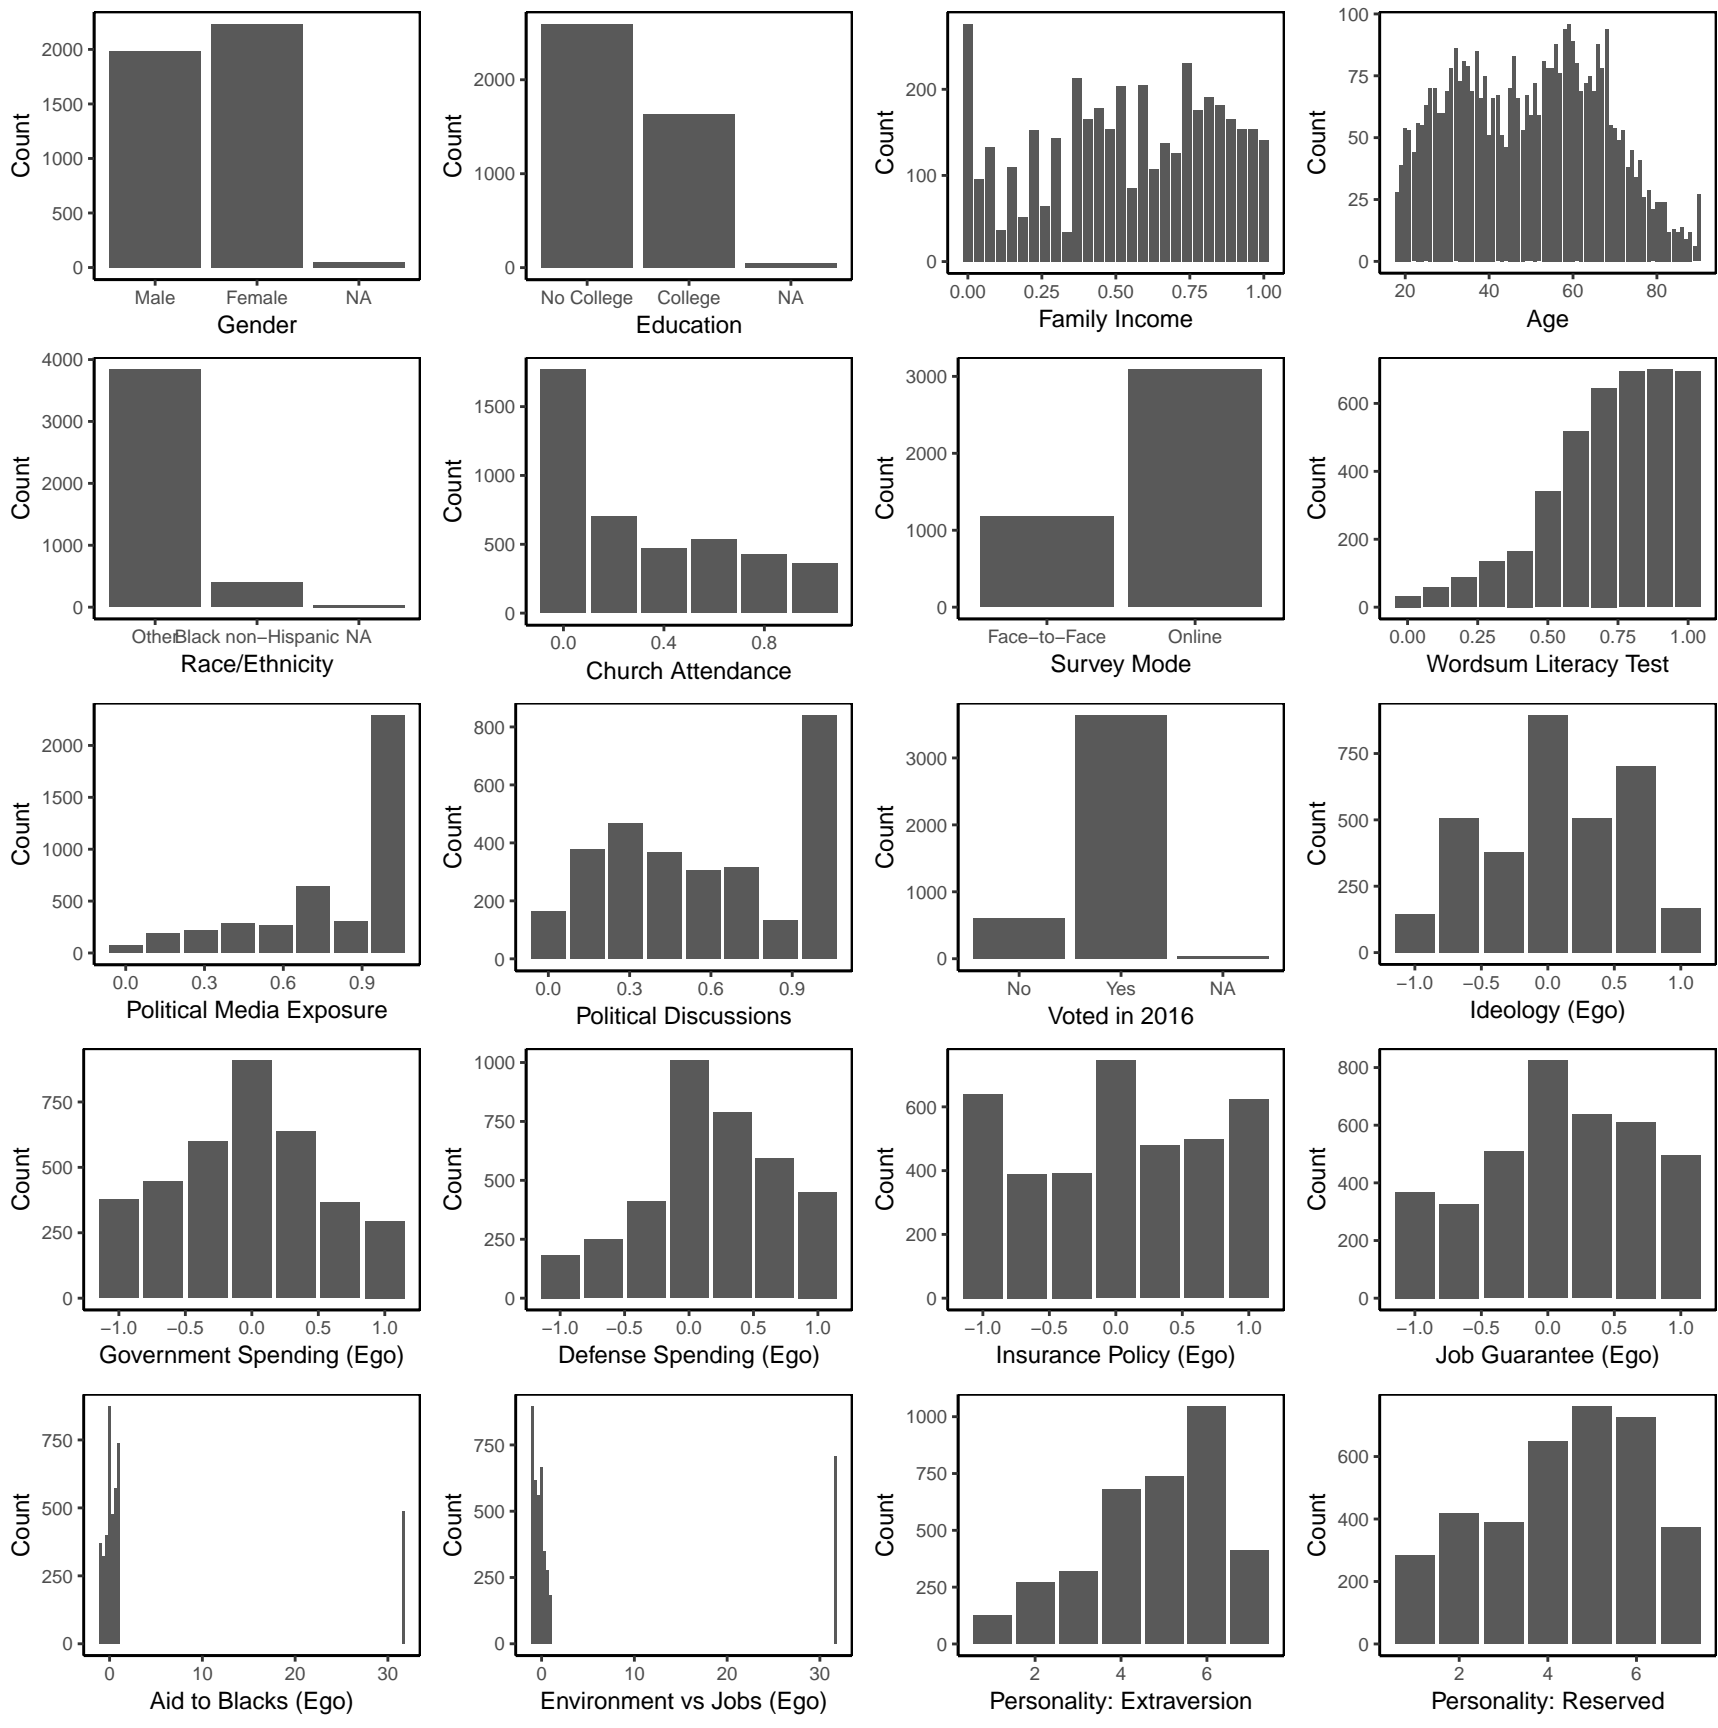 Count
2000
1500
1000
500
0
Male Female NA
Gender
Count
2000
1000
0
No College College NA
Education
Count
200
100
0
0.00 0.25 0.50 0.75 1.00
Family Income
Count
100
75
50
25
0
20 40 60 80
Age
Count
4000
3000
2000
1000
0
Other Black non−Hispanic NA
Race/Ethnicity
Count
1500
1000
500
0
0.0 0.4 0.8
Church Attendance
Count
3000
2000
1000
0
Face−to−Face Online
Survey Mode
Count
600
400
200
0
0.00 0.25 0.50 0.75 1.00
Wordsum Literacy Test
Count
2000
1500
1000
500
0
0.0 0.3 0.6 0.9
Political Media Exposure
Count
800
600
400
200
0
0.0 0.3 0.6 0.9
Political Discussions
Count
3000
2000
1000
0
No Yes NA
Voted in 2016
Count
750
500
250
0
−1.0 −0.5 0.0 0.5 1.0
Ideology (Ego)
Count
750
500
250
0
−1.0 −0.5 0.0 0.5 1.0
Government Spending (Ego)
Count
1000
750
500
250
0
−1.0 −0.5 0.0 0.5 1.0
Defense Spending (Ego)
Count
600
400
200
0
−1.0 −0.5 0.0 0.5 1.0
Insurance Policy (Ego)
Count
800
600
400
200
0
−1.0 −0.5 0.0 0.5 1.0
Job Guarantee (Ego)
Count
750
500
250
0
0 10 20 30
Aid to Blacks (Ego)
Count
750
500
250
0
0 10 20 30
Environment vs Jobs (Ego)
Count
1000
750
500
250
0
2 4 6
Personality: Extraversion
Count
600
400
200
0
2 4 6
Personality: Reserved